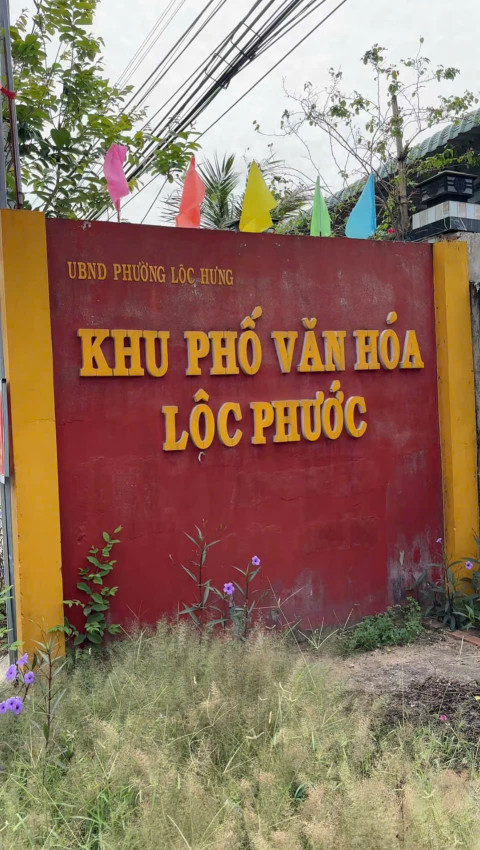 UBND PHƯỜNG LỘC HƯNG
KHU PHỐ VĂN HÓA
LỘC PHƯỚC